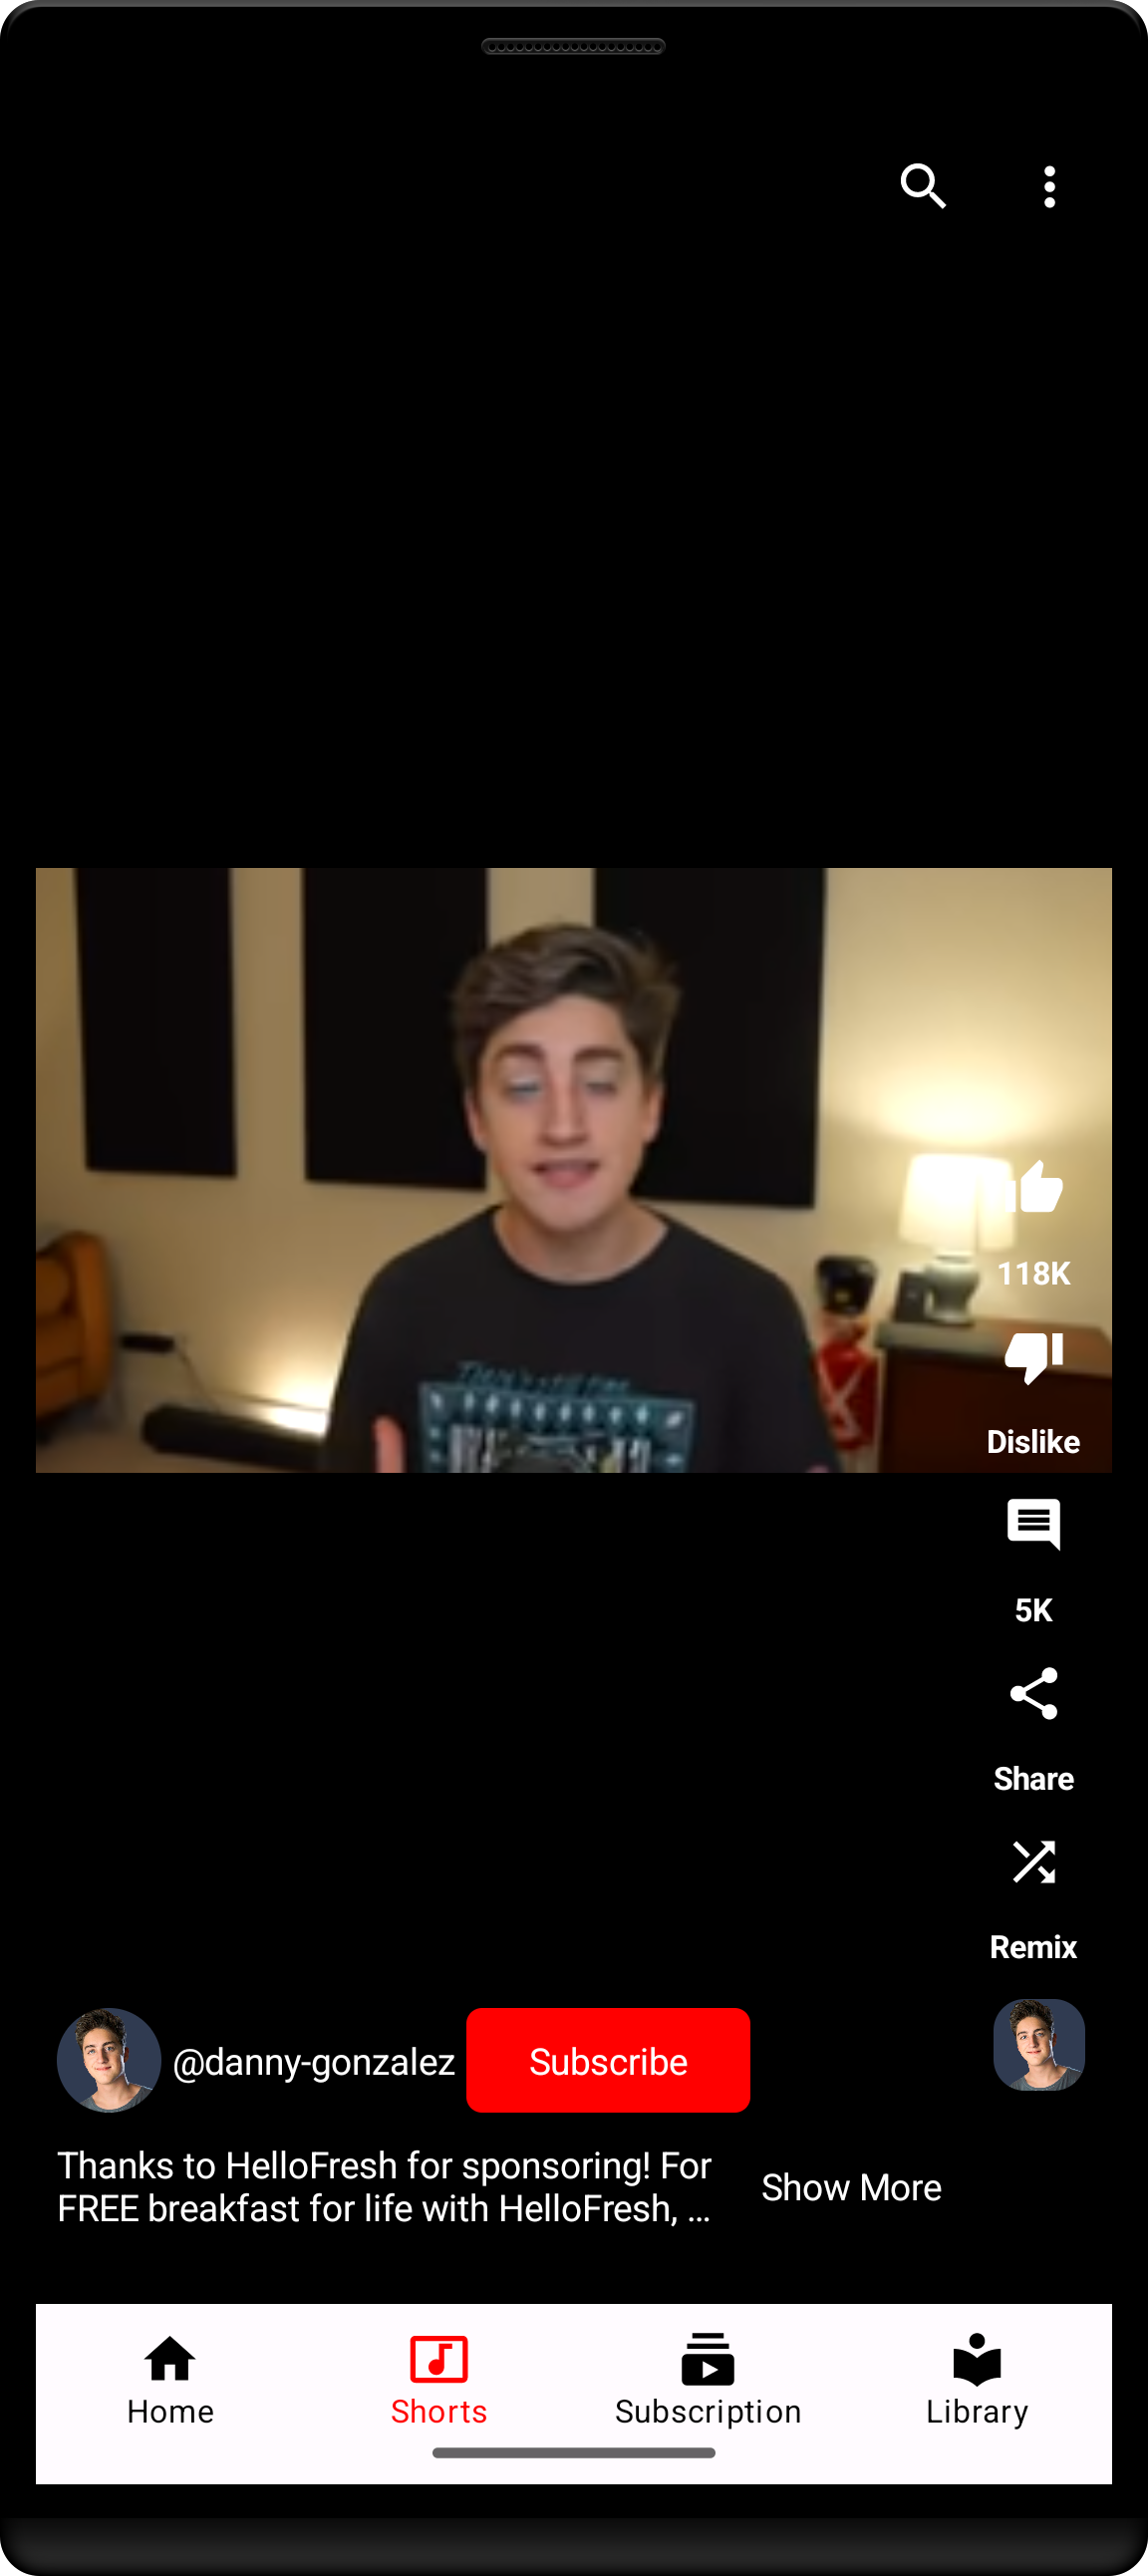 118K
Dislike
5K
Share
Remix
@danny-gonzalez
Subscribe
Thanks to HelloFresh for sponsoring! For
FREE breakfast for life with HelloFresh, ...
Show More
Home
Shorts
Subscription
Library